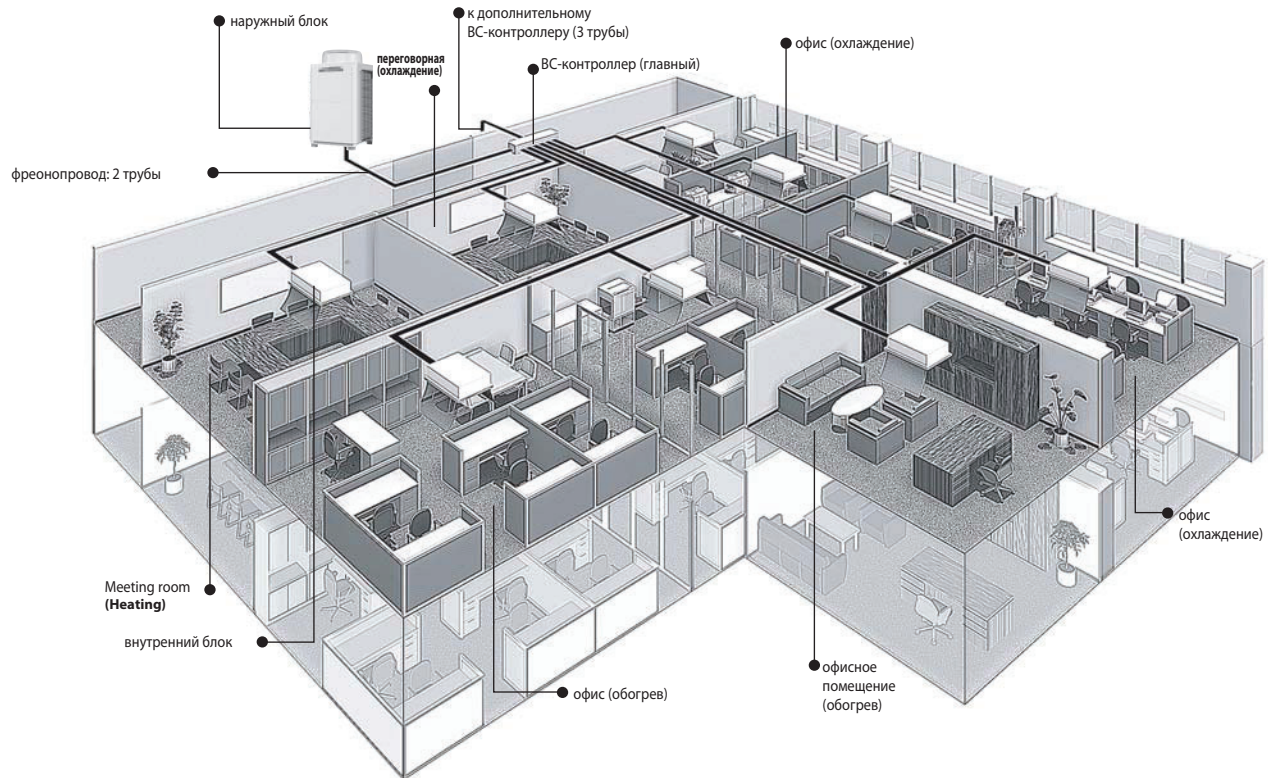 наружный блок
к дополнительному
ВС-контроллеру (3 трубы)
офис (охлаждение)
переговорная
(охлаждение)
ВС-контроллер (главный)
фреонопровод: 2 трубы
офис
(охлаждение)
Meeting room
(Heating)
внутренний блок
офисное
помещение
(обогрев)
офис (обогрев)